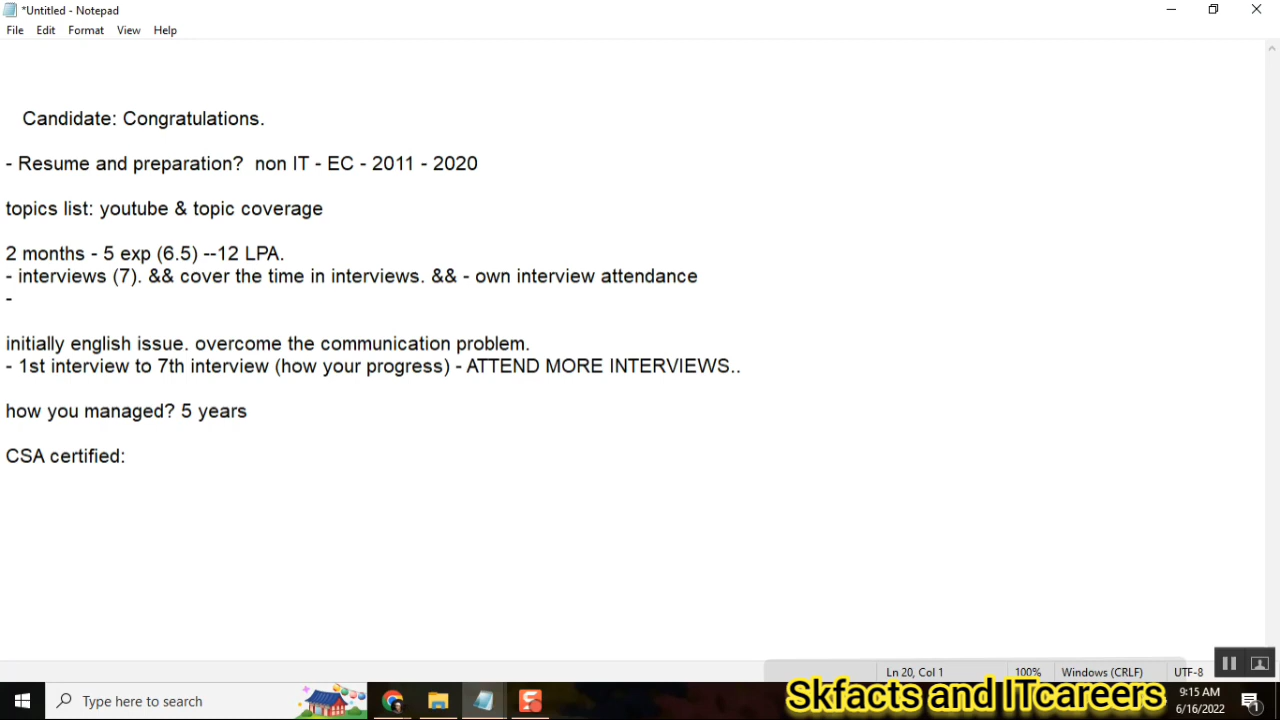 *Untitled - Notepad
File Edit Format View Help
Candidate: Congratulations.
- Resume and preparation?  non IT - EC - 2011 - 2020
topics list: youtube & topic coverage
2 months - 5 exp (6.5) --12 LPA.
- interviews (7). && cover the time in interviews. && - own interview attendance
-
initially english issue. overcome the communication problem.
- 1st interview to 7th interview (how your progress) - ATTEND MORE INTERVIEWS..
how you managed? 5 years
CSA certified:
Ln 20, Col 1 100% Windows (CRLF) UTF-8
Type here to search
Skfacts and ITcareers
9:15 AM
6/16/2022
1